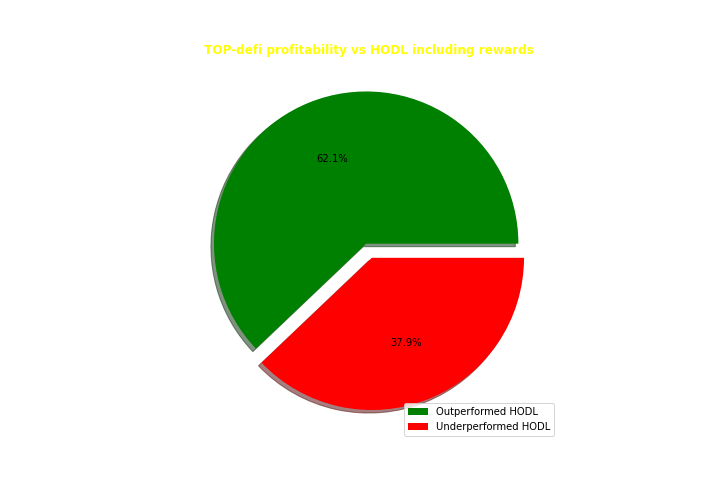 TOP-defi profitability vs HODL including rewards
62.1%
37.9%
Outperformed HODL
Underperformed HODL